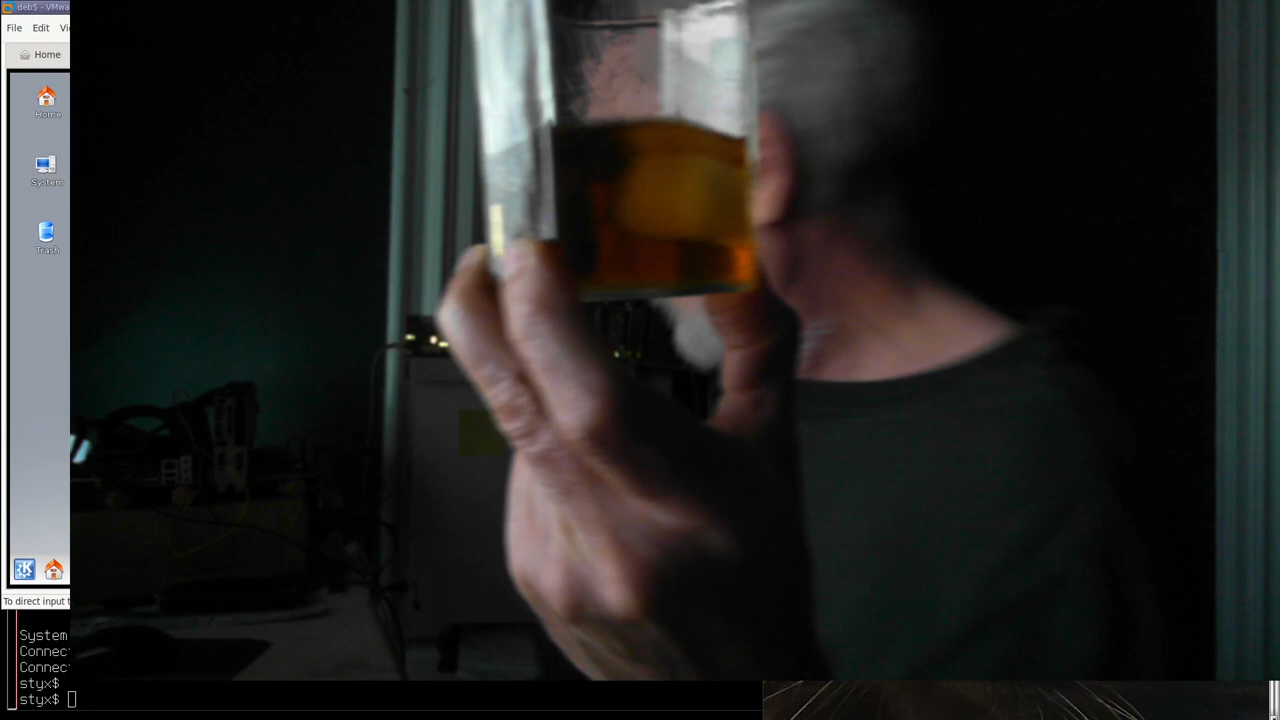 deb5 - VMwa
File Edit Vi
Home
Home
System
Trash
To direct input t
System
Connec
Connec
styx$
styx$